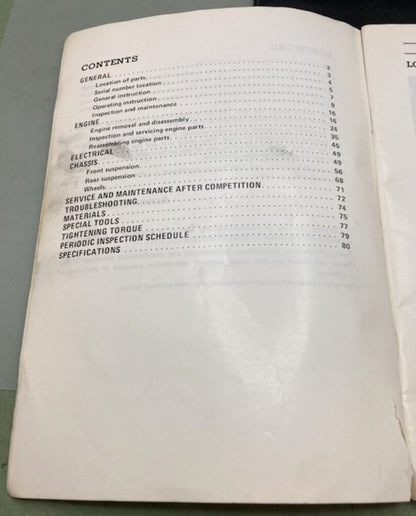 CONTENTS
GENERAL 3
Location of parts. 3
Serial number location 4
General instruction 5
Operating instruction 7
Inspection and maintenance 9
ENGINE 16
Engine removal and disassembly 16
Inspection and servicing engine parts 24
Reassembling engine parts 35
ELECTRICAL 45
CHASSIS 49
Front suspension 49
Rear suspension 56
Wheels 68
SERVICE AND MAINTENANCE AFTER COMPETITION 71
TROUBLESHOOTING 72
MATERIALS 74
SPECIAL TOOLS 75
TIGHTENING TORQUE 77
PERIODIC INSPECTION SCHEDULE 79
SPECIFICATIONS 80